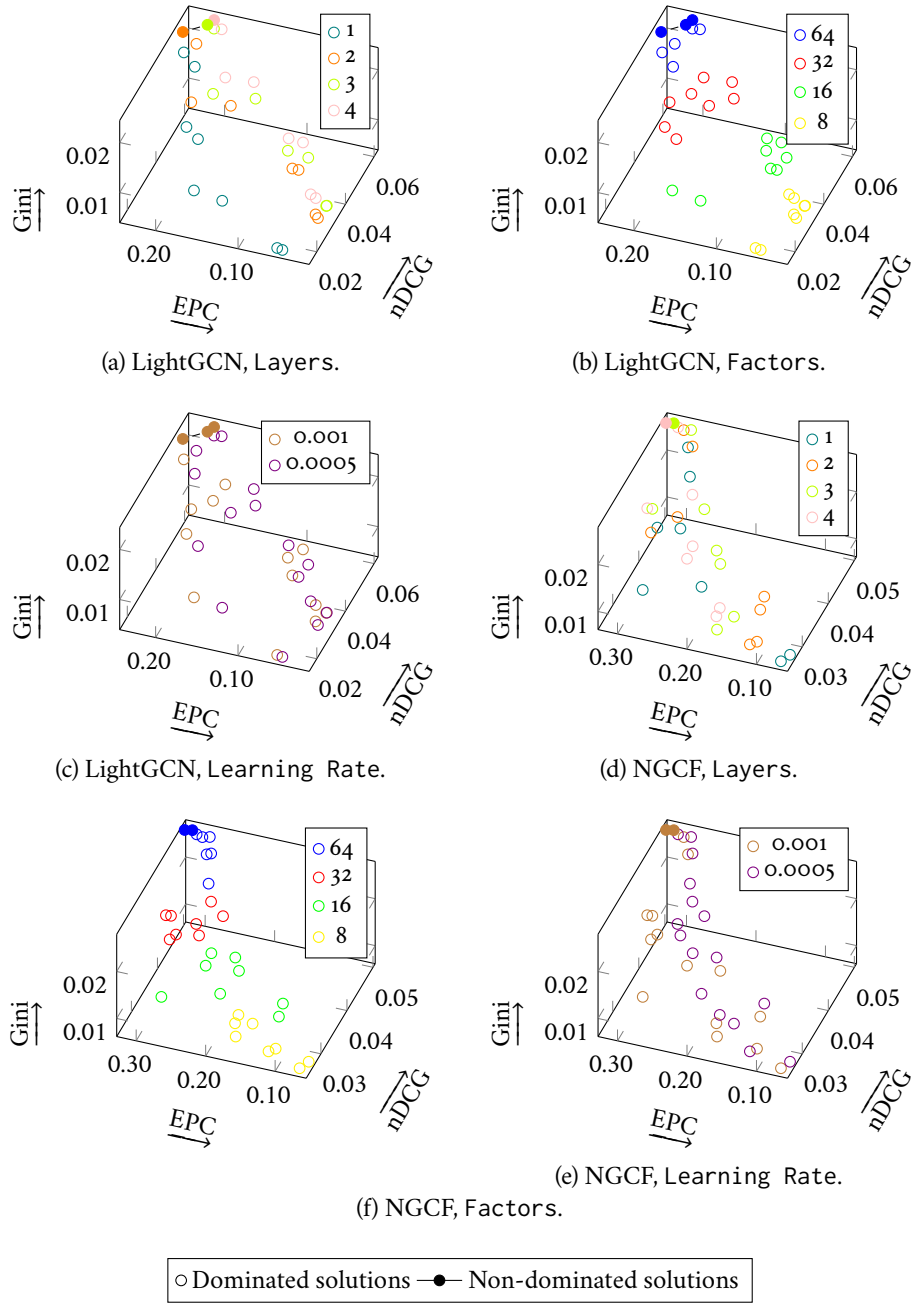 1
2
3
4
0.02
0.01
Gini
0.20
0.10
0.02
0.04
0.06
EPC
nDCG
(a) LightGCN, Layers.
64
32
16
8
0.02
0.01
Gini
0.20
0.10
0.02
0.04
0.06
EPC
nDCG
(b) LightGCN, Factors.
0.001
0.0005
0.02
0.01
Gini
0.20
0.10
0.02
0.04
0.06
EPC
nDCG
(c) LightGCN, Learning Rate.
1
2
3
4
0.02
0.01
Gini
0.30
0.20
0.10
0.03
0.04
0.05
EPC
nDCG
(d) NGCF, Layers.
64
32
16
8
0.02
0.01
Gini
0.30
0.20
0.10
0.03
0.04
0.05
EPC
nDCG
0.001
0.0005
0.02
0.01
Gini
0.30
0.20
0.10
0.03
0.04
0.05
EPC
nDCG
(e) NGCF, Learning Rate.
(f) NGCF, Factors.
Dominated solutions Non-dominated solutions